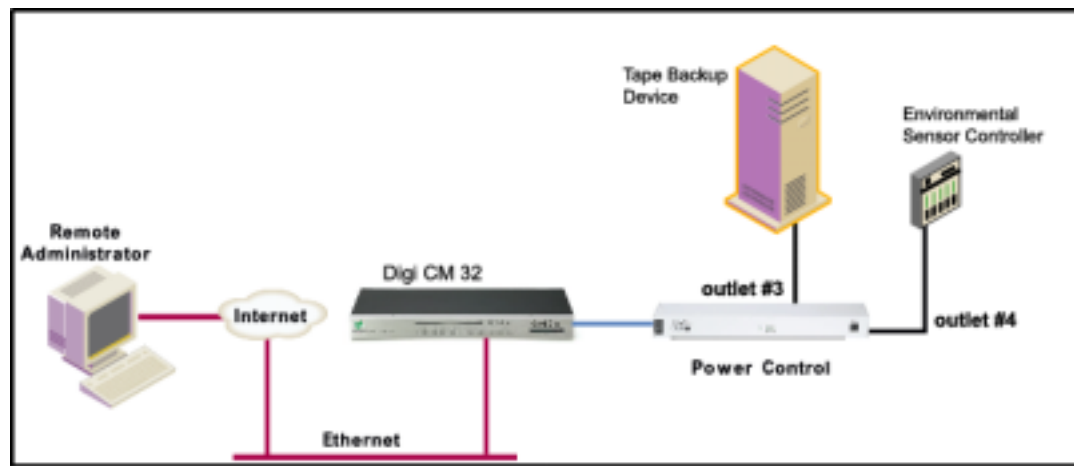 Tape Backup
Device
Environmental
Sensor Controller
Remote
Administrator
Digi CM 32
Internet
outlet #3
outlet #4
Power Control
Ethernet